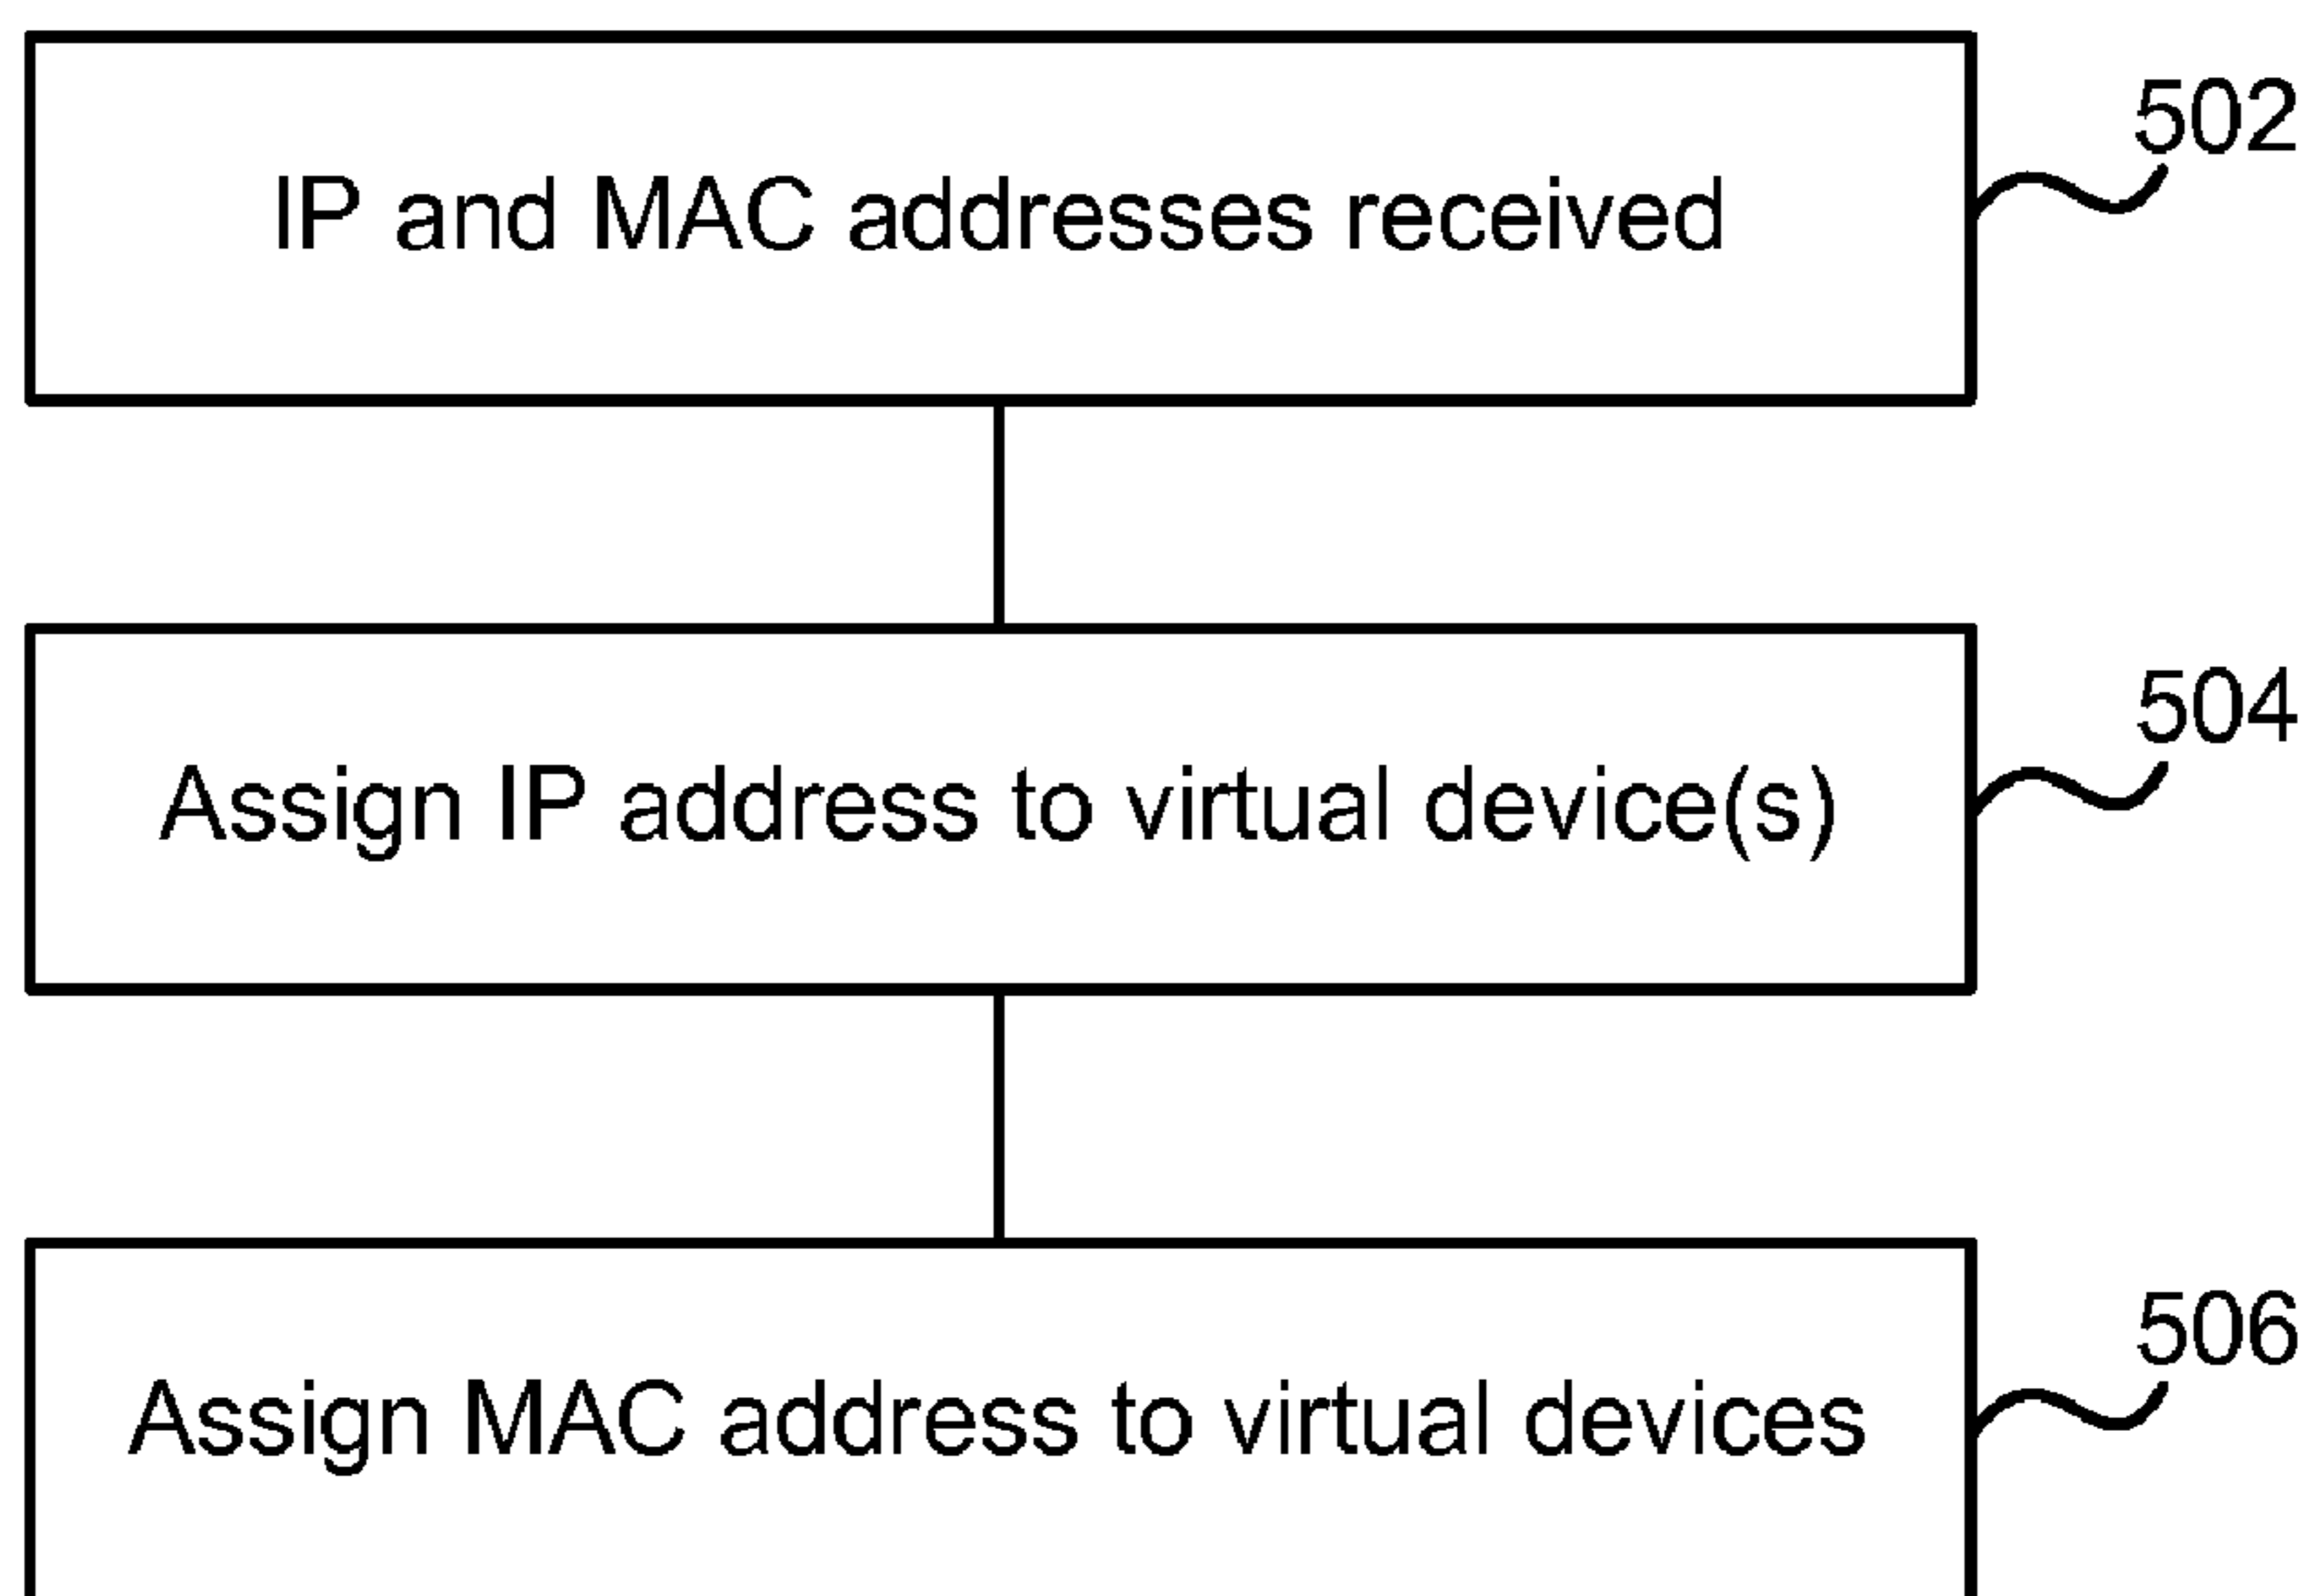 502
IP and MAC addresses received
504
Assign IP address to virtual device(s)
506
Assign MAC address to virtual devices